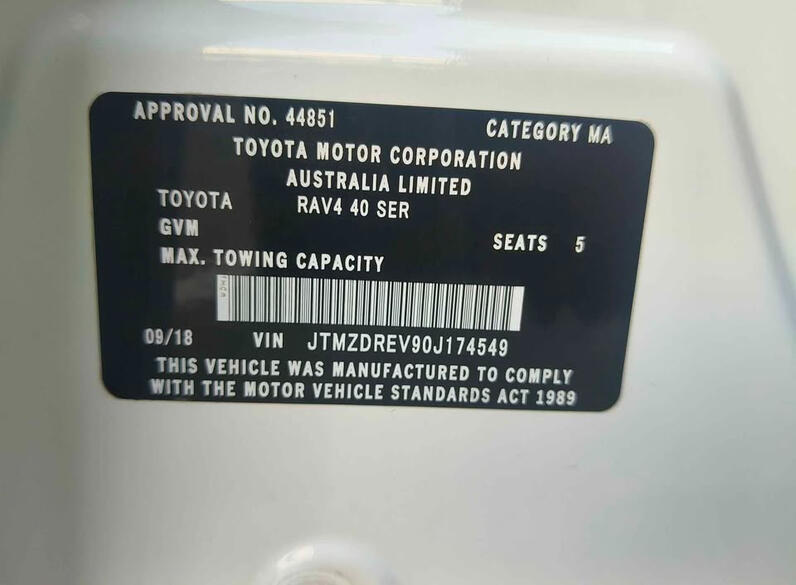 APPROVAL NO. 44851 CATEGORY MA
TOYOTA MOTOR CORPORATION
AUSTRALIA LIMITED
TOYOTA RAV4 40 SER
GVM SEATS 5
MAX. TOWING CAPACITY
09/18 VIN JTMZDREV90J174549
THIS VEHICLE WAS MANUFACTURED TO COMPLY
WITH THE MOTOR VEHICLE STANDARDS ACT 1989